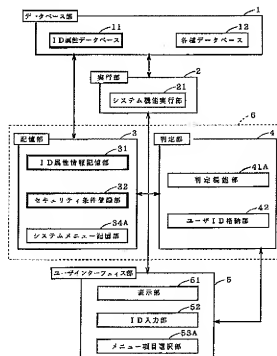 データベース部
1
11
ID属性データベース
12
各種データベース
実行部
2
21
システム機能実行部
6
記憶部
3
31
ID属性情報記憶部
32
セキュリティ条件登録部
34A
システムメニュー記憶部
判定部
4
41A
判定機能部
42
ユーザID格納部
ユーザインターフェイス部
5
51
表示部
52
ID入力部
53A
メニュー項目選択部